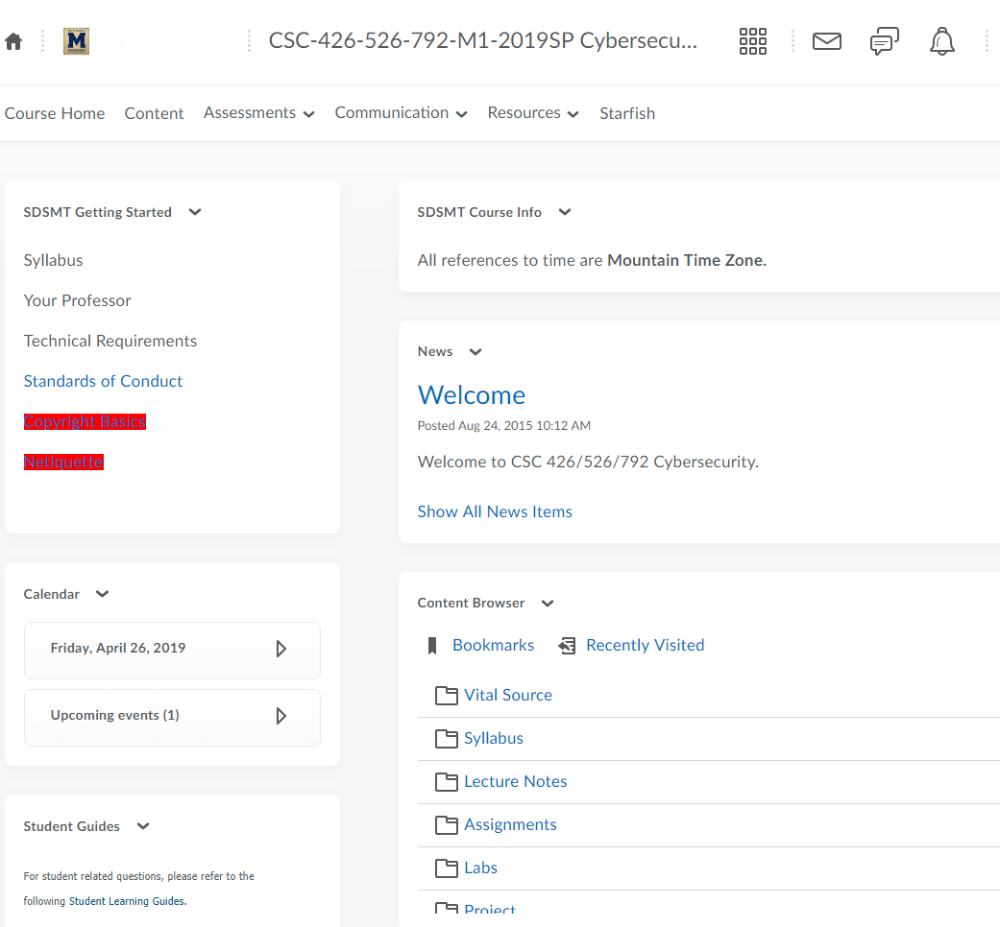 M
CSC-426-526-792-M1-2019SP Cybersecu...
Course Home Content Assessments Communication Resources Starfish
SDSMT Getting Started
Syllabus
Your Professor
Technical Requirements
Standards of Conduct
Copyright Basics
Netiquette
Calendar
Friday, April 26, 2019
Upcoming events (1)
Student Guides
For student related questions, please refer to the
following Student Learning Guides.
SDSMT Course Info
All references to time are Mountain Time Zone.
News
Welcome
Posted Aug 24, 2015 10:12 AM
Welcome to CSC 426/526/792 Cybersecurity.
Show All News Items
Content Browser
Bookmarks Recently Visited
Vital Source
Syllabus
Lecture Notes
Assignments
Labs
Project